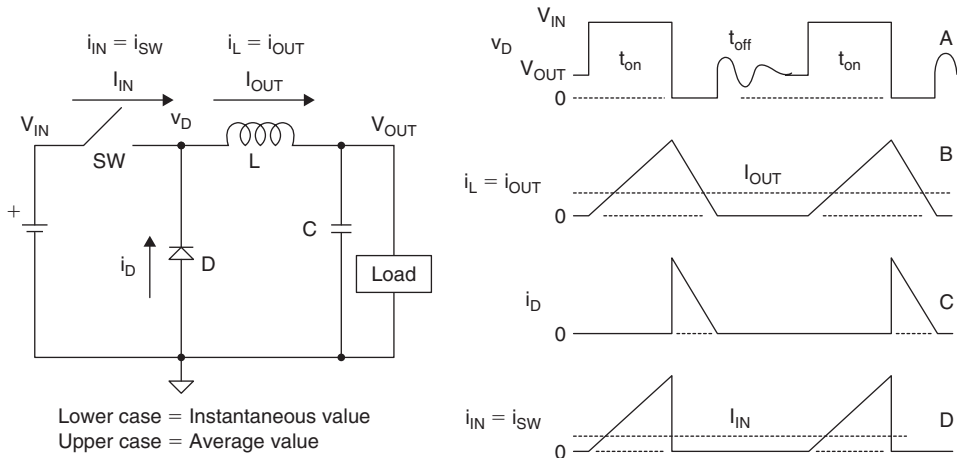 i_IN = i_SW
i_L = i_OUT
I_IN
I_OUT
V_IN
v_D
V_OUT
SW
L
+
C
i_D
D
Load
Lower case = Instantaneous value
Upper case = Average value
V_IN
v_D
t_on
t_off
t_on
A
V_OUT
0
B
i_L = i_OUT
I_OUT
0
i_D
C
0
i_IN = i_SW
I_IN
D
0